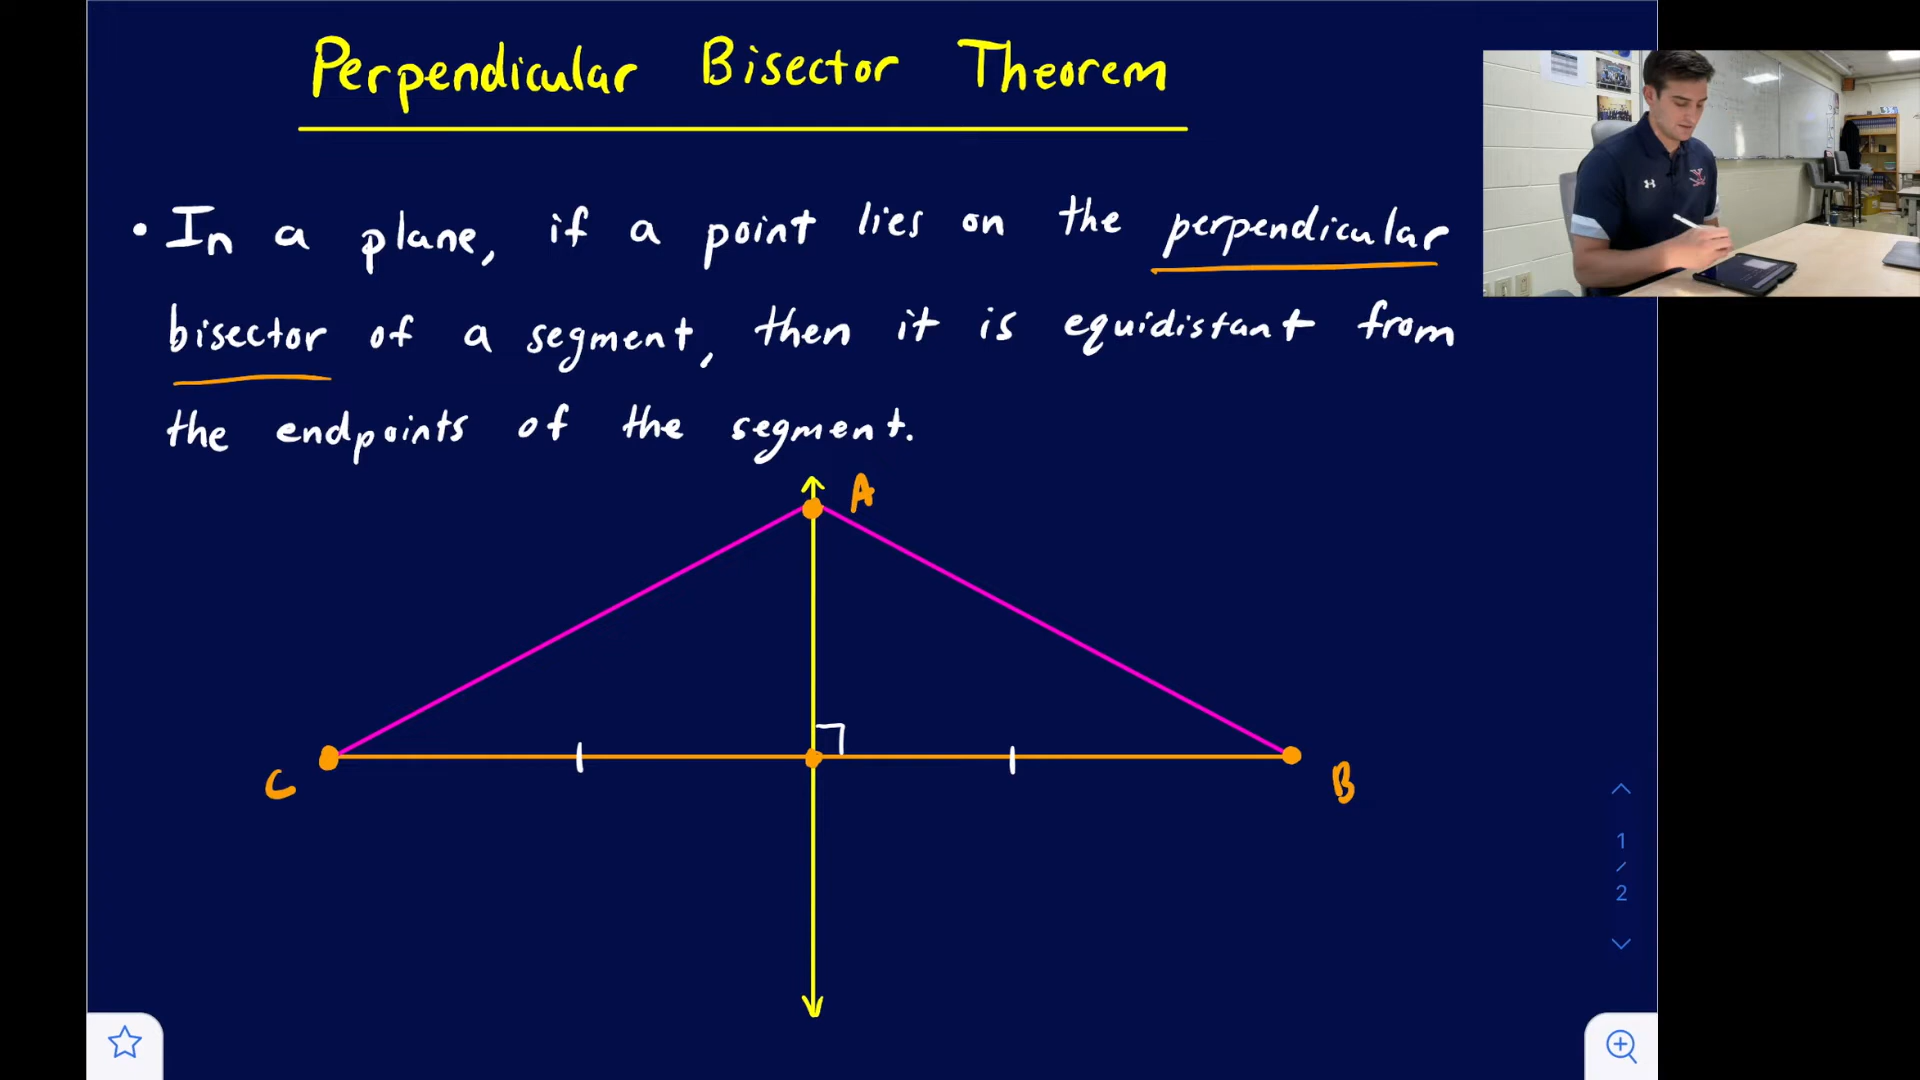 Perpendicular Bisector Theorem
• In a plane, if a point lies on the perpendicular
bisector of a segment, then it is equidistant from
the endpoints of the segment.
A
C
B
1
/
2